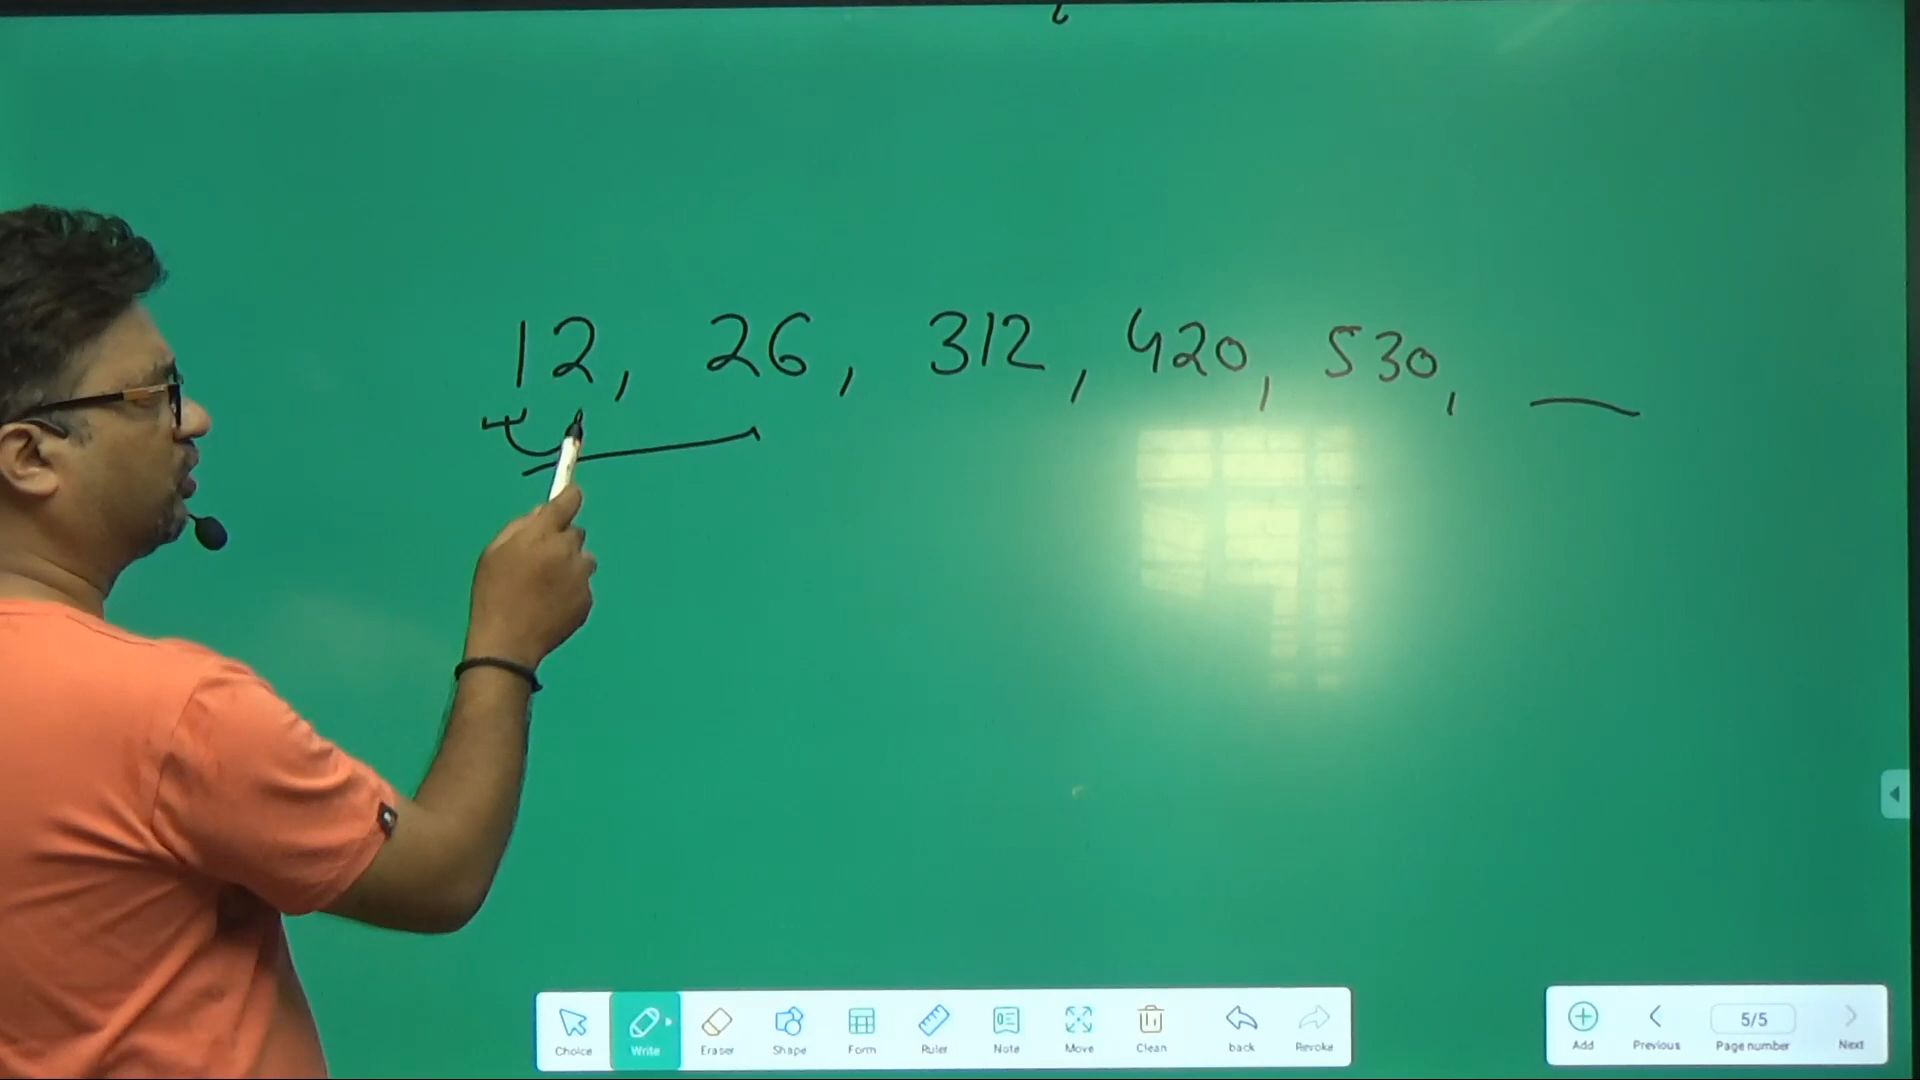 12, 26, 312, 420, 530, __
Choice Write Eraser Shape Form Ruler Note Move Clean back Revoke
Add Previous 5/5 Page number Next